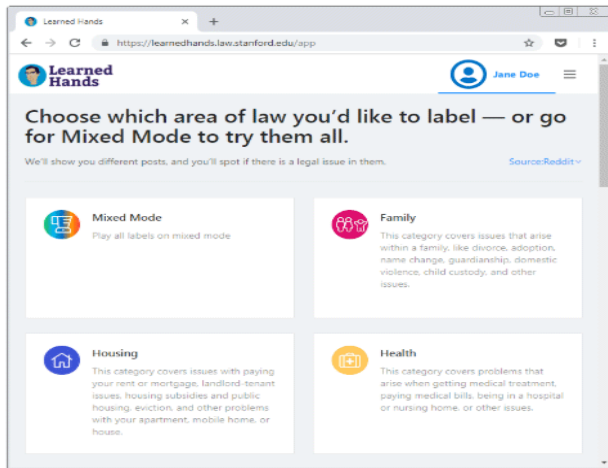 Learned Hands
https://learnedhands.law.stanford.edu/app
Learned
Hands
Jane Doe
Choose which area of law you'd like to label — or go
for Mixed Mode to try them all.
We'll show you different posts, and you'll spot if there is a legal issue in them.
Source:Reddit
Mixed Mode
Play all labels on mixed mode
Family
This category covers issues that arise
within a family, like divorce, adoption,
name change, guardianship, domestic
violence, child custody, and other
issues.
Housing
This category covers issues with paying
your rent or mortgage, landlord-tenant
issues, housing subsidies and public
housing, eviction, and other problems
with your apartment, mobile home, or
house.
Health
This category covers problems that
arise when getting medical treatment,
paying medical bills, being in a hospital
or nursing home, or other issues.